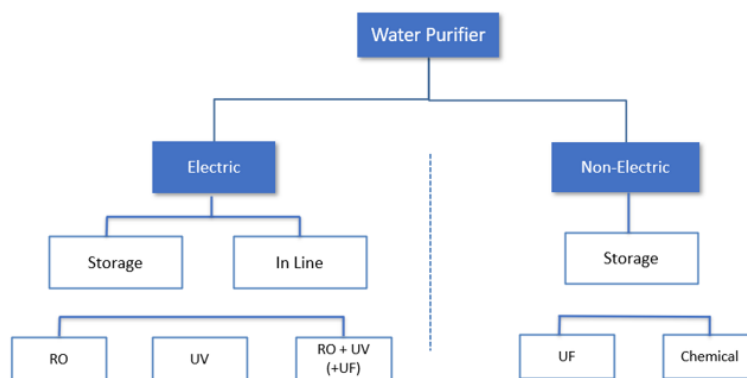 Water Purifier
Electric
Non-Electric
Storage
In Line
Storage
RO
UV
RO + UV
(+UF)
UF
Chemical